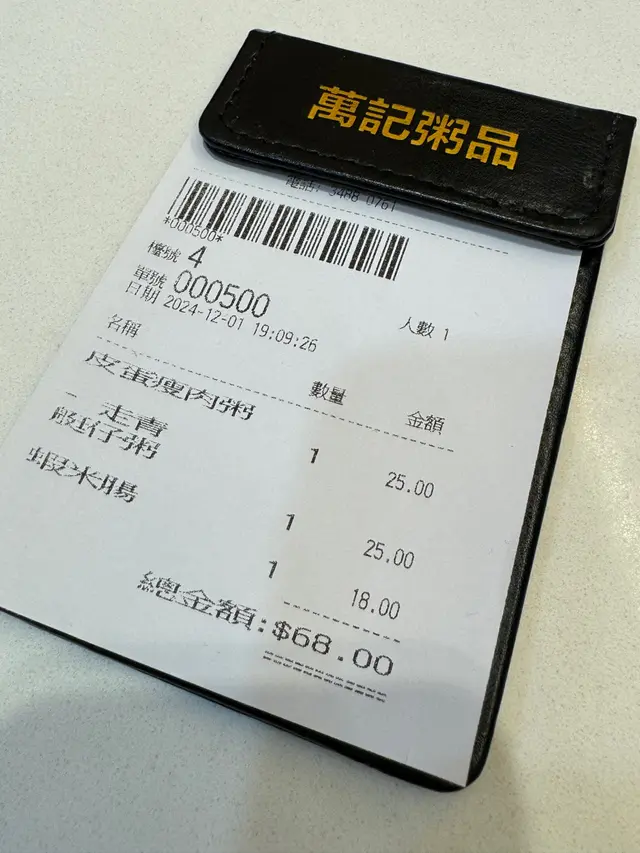 萬記粥品
電話: 3488 0761
*000500*
檯號 4
單號 000500
人數 1
日期 2024-12-01 19:09:26
名稱 數量 金額
皮蛋瘦肉粥 1 25.00
- 走青
艇仔粥 1 25.00
蝦米腸 1 18.00
總金額:$68.00